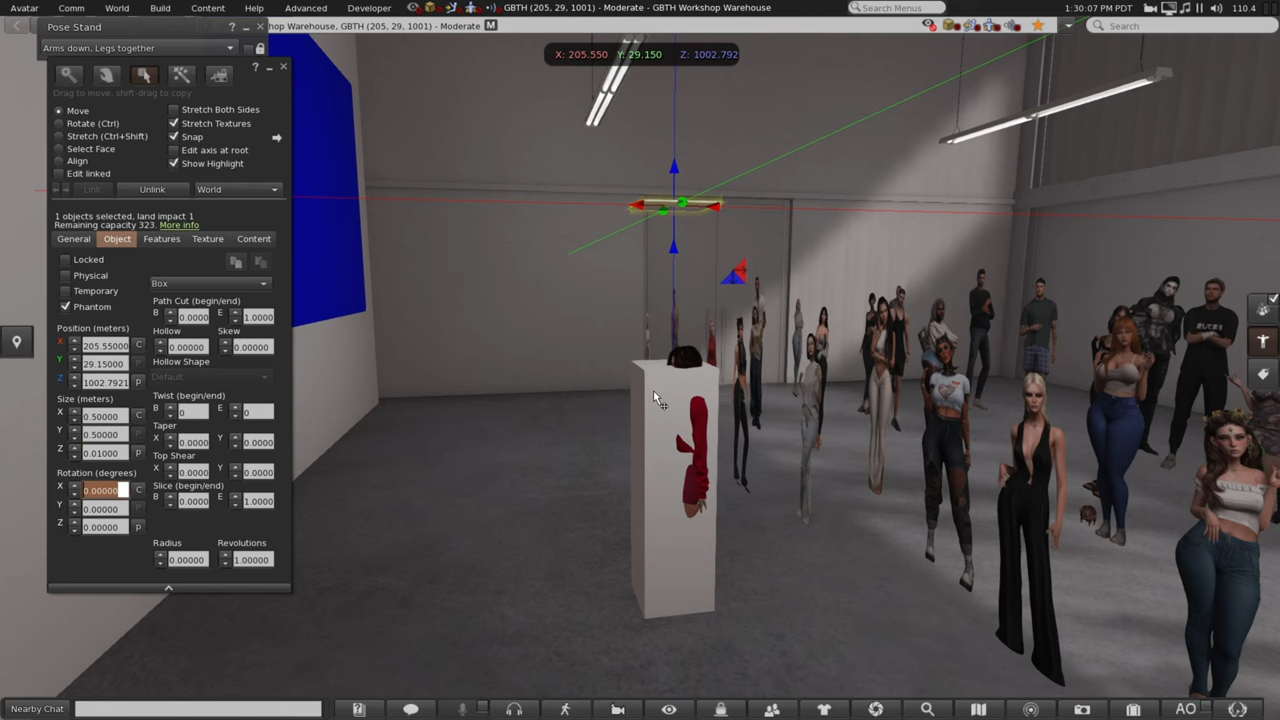 Avatar Comm World Build Content Help Advanced Developer GBTH (205, 29, 1001) - Moderate - GBTH Workshop Warehouse Search Menus 1:30:07 PM PDT 110.4
Pose Stand ? hop Warehouse, GBTH (205, 29, 1001) - Moderate M Search
Arms down, Legs together
X: 205.550 Y: 29.150 Z: 1002.792
?
Drag to move, shift-drag to copy
Move
Rotate (Ctrl)
Stretch (Ctrl+Shift)
Select Face
Align
Edit linked
Stretch Both Sides
Stretch Textures
Snap
Edit axis at root
Show Highlight
Link Unlink World
1 objects selected, land impact 1
Remaining capacity 323. More info
General Object Features Texture Content
Locked
Physical
Temporary
Phantom
Position (meters)
X 205.55000 C
Y 29.15000 P
Z 1002.7921 P
Size (meters)
X 0.50000
Y 0.50000
Z 0.01000
Rotation (degrees)
X 0.00000 C
Y 0.00000
Z 0.00000 P
Box
Path Cut (begin/end)
B 0.0000 E 1.0000
Hollow Skew
0.00000 0.00000
Hollow Shape
Default
Twist (begin/end)
B 0 E 0
Taper
X 0.0000 Y 0.0000
Top Shear
X 0.0000 Y 0.0000
Slice (begin/end)
B 0.0000 E 1.0000
Radius Revolutions
0.00000 1.00000
Nearby Chat AO